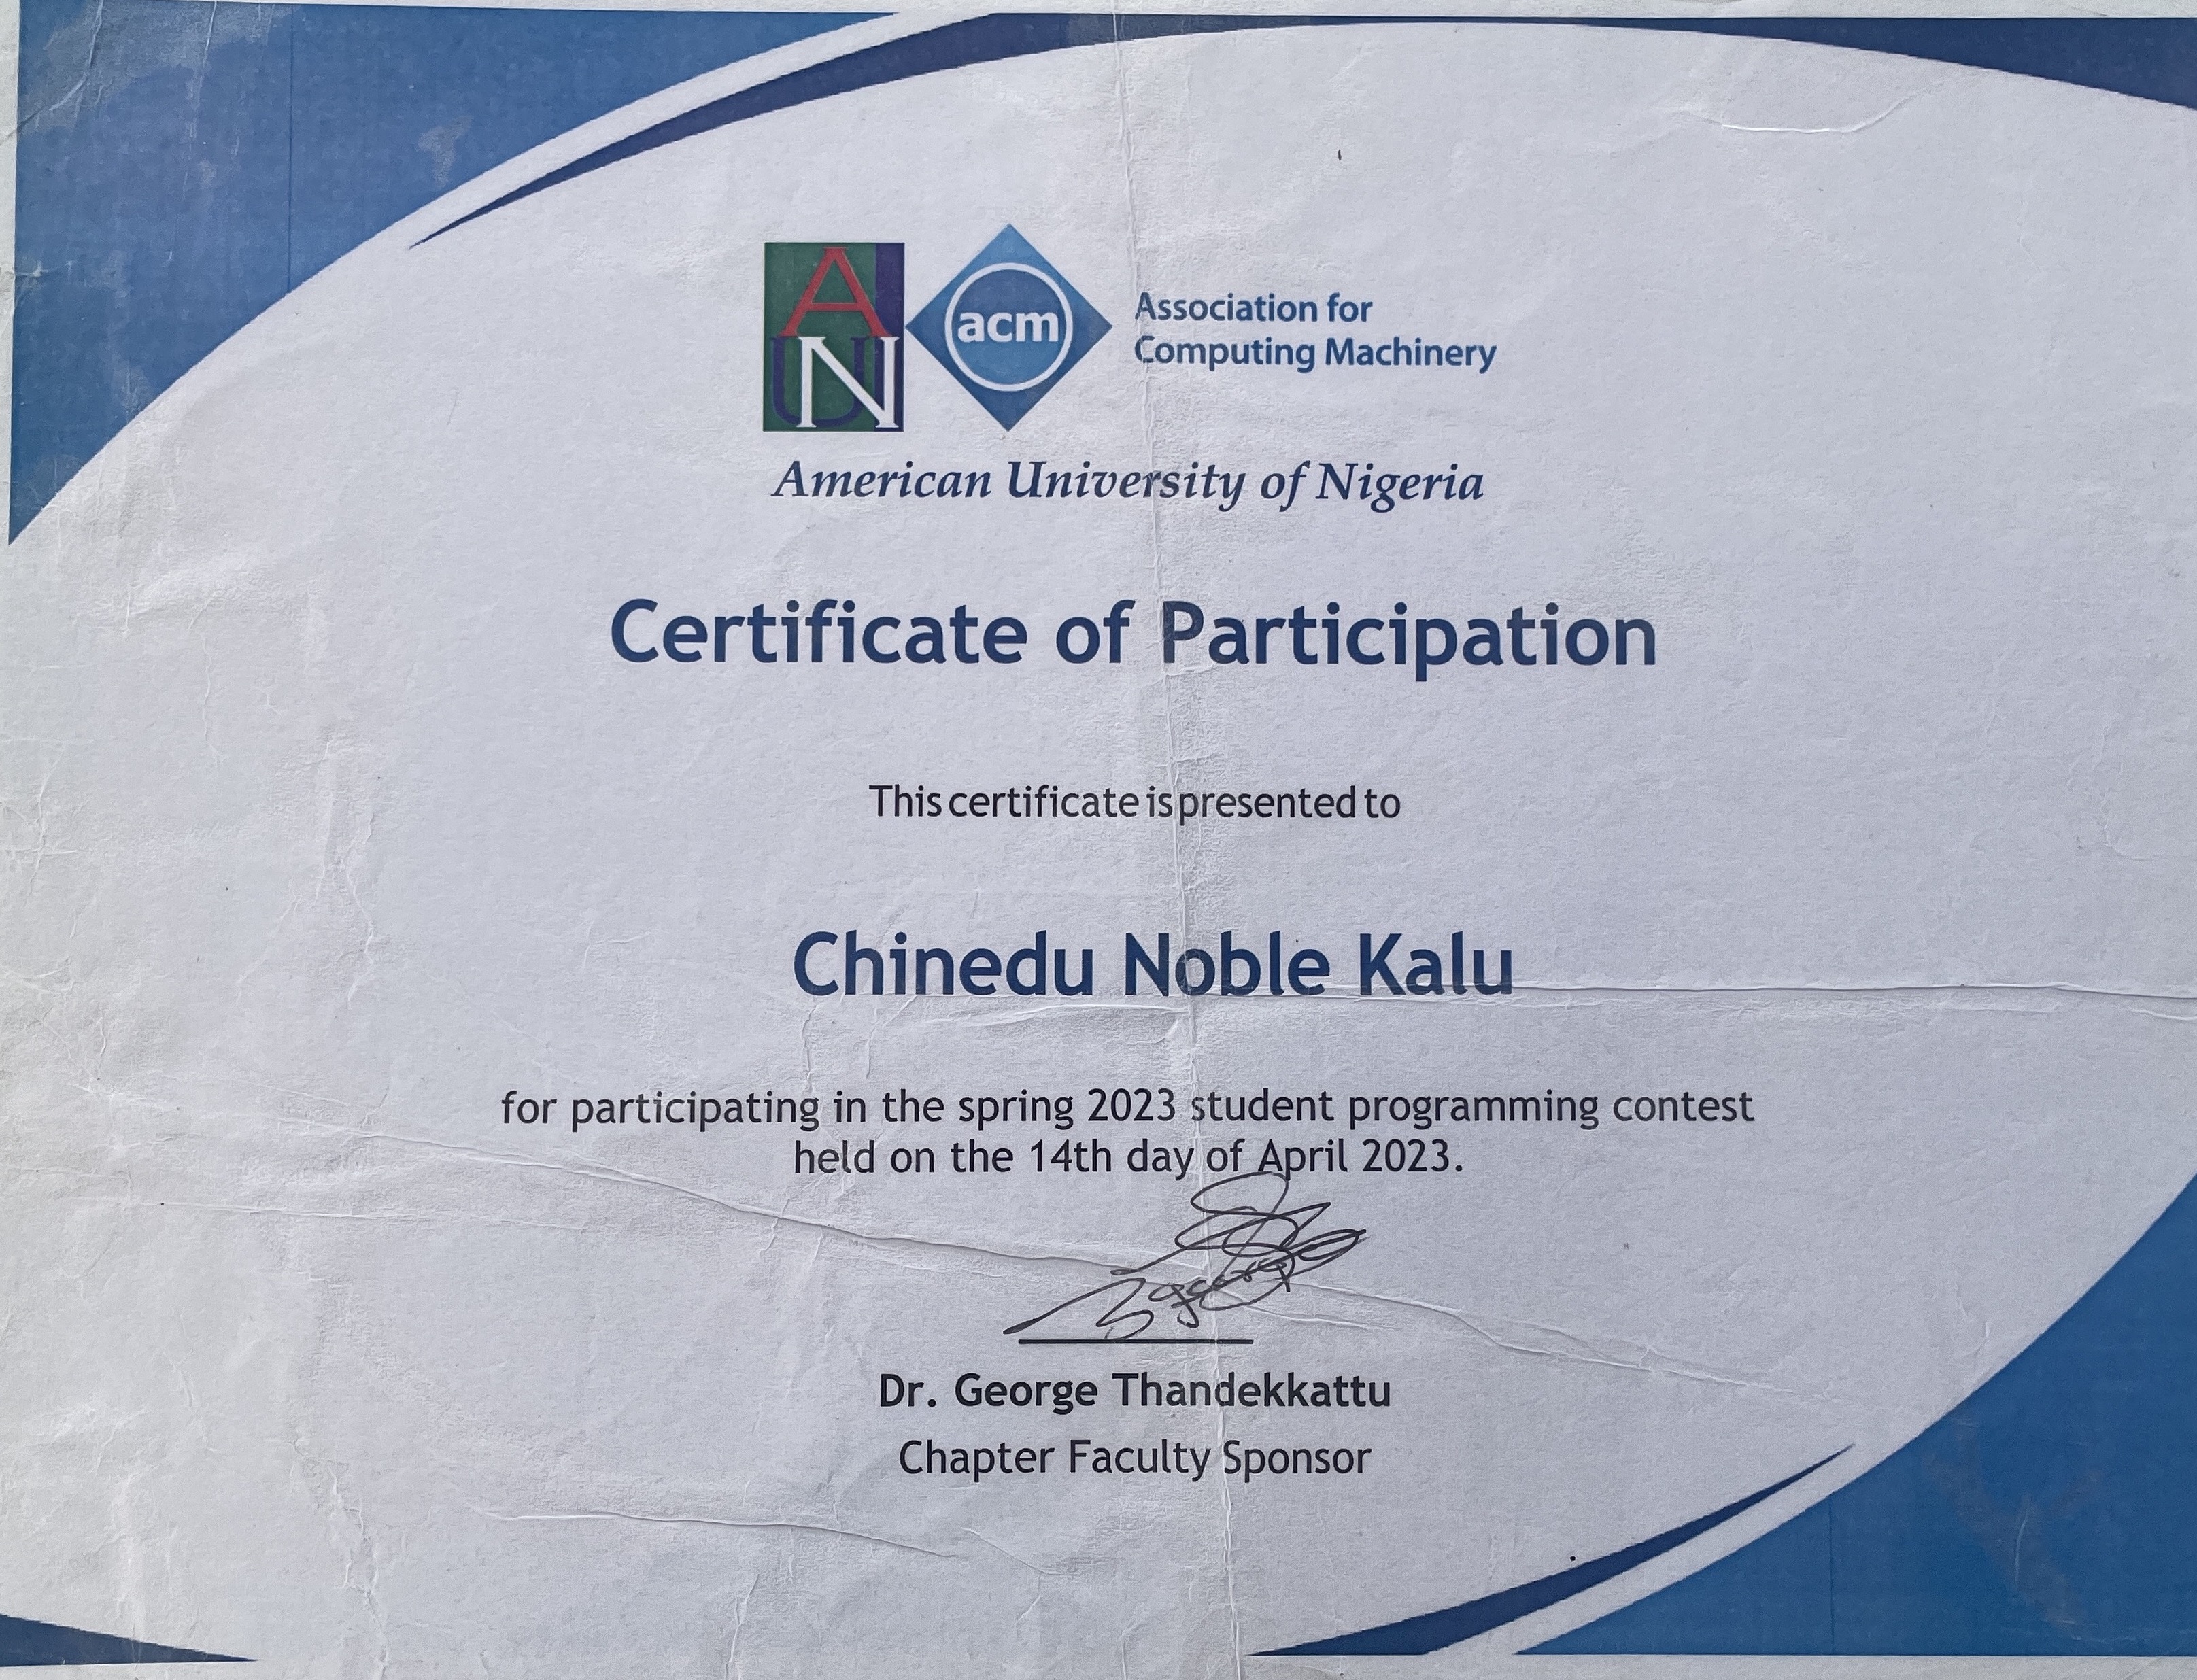 AUN
acm
Association for
Computing Machinery
American University of Nigeria
Certificate of Participation
This certificate is presented to
Chinedu Noble Kalu
for participating in the spring 2023 student programming contest
held on the 14th day of April 2023.
Dr. George Thandekkattu
Chapter Faculty Sponsor